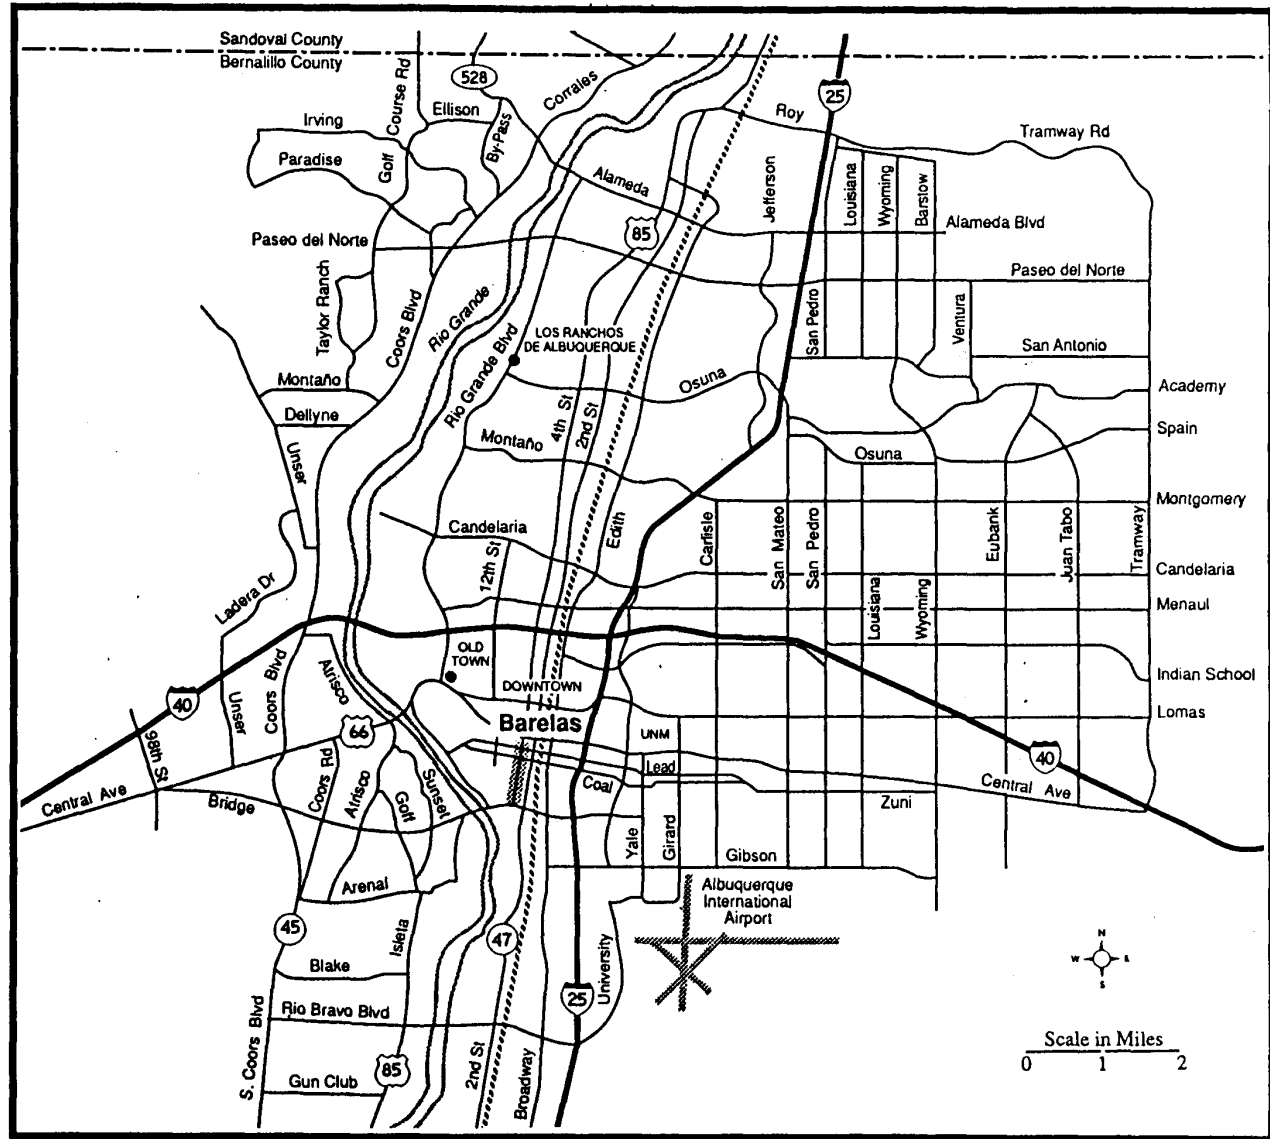 Sandoval County
Bernalillo County
528
25
Course Rd
Golf
Ellison
By-Pass
Corrales
Irving
Paradise
Roy
Tramway Rd
Alameda
Jefferson
Louisiana
Wyoming
Barstow
Alameda Blvd
85
Paseo del Norte
Paseo del Norte
Taylor Ranch
Coors Blvd
Rio Grande
Rio Grande Blvd
LOS RANCHOS
DE ALBUQUERQUE
San Pedro
Ventura
San Antonio
Montaño
Osuna
Academy
Dellyne
4th St
2nd St
Spain
Unser
Montaño
Osuna
Montgomery
Candelaria
12th St
Edith
Carlisle
San Mateo
San Pedro
Eubank
Juan Tabo
Tramway
Candelaria
Ladera Dr
Louisiana
Wyoming
Menaul
Coors Blvd
Atrisco
OLD
TOWN
Indian School
40
Unser
DOWNTOWN
Lomas
66
Barelas
UNM
98th St
Coors Rd
Atrisco
Sunset
Golf
Lead
40
Central Ave
Central Ave
Bridge
Coal
Zuni
Yale
Girard
Gibson
Arenal
Albuquerque
International
Airport
45
Isleta
47
University
N
W
E
S
Blake
25
Rio Bravo Blvd
S. Coors Blvd
Scale in Miles
0 1 2
85
2nd St
Broadway
Gun Club